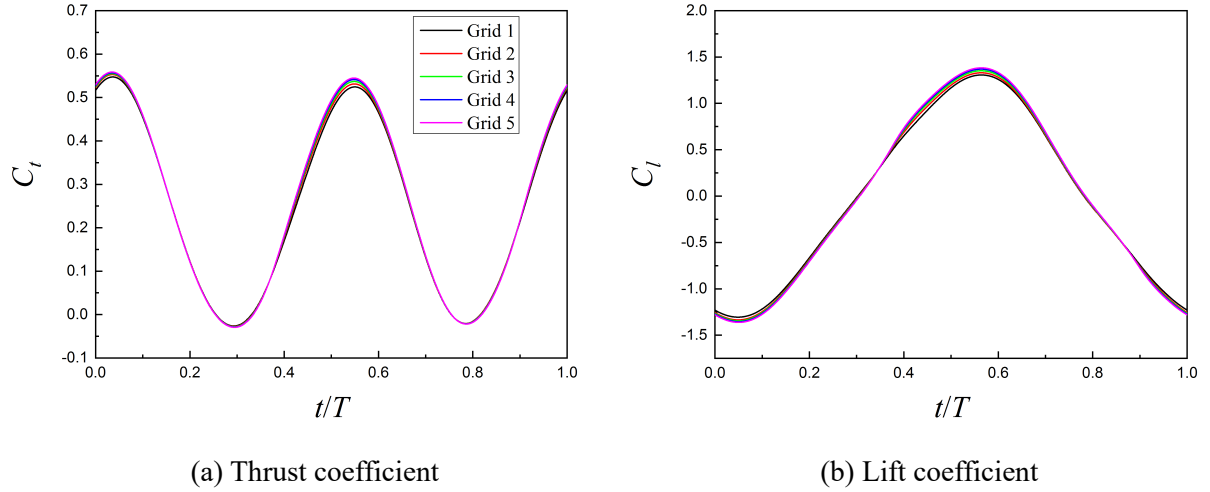 0.7
0.6
0.5
0.4
0.3
0.2
0.1
0.0
-0.1
C_t
Grid 1
Grid 2
Grid 3
Grid 4
Grid 5
0.0 0.2 0.4 0.6 0.8 1.0
t/T
(a) Thrust coefficient
2.0
1.5
1.0
0.5
0.0
-0.5
-1.0
-1.5
C_l
0.0 0.2 0.4 0.6 0.8 1.0
t/T
(b) Lift coefficient